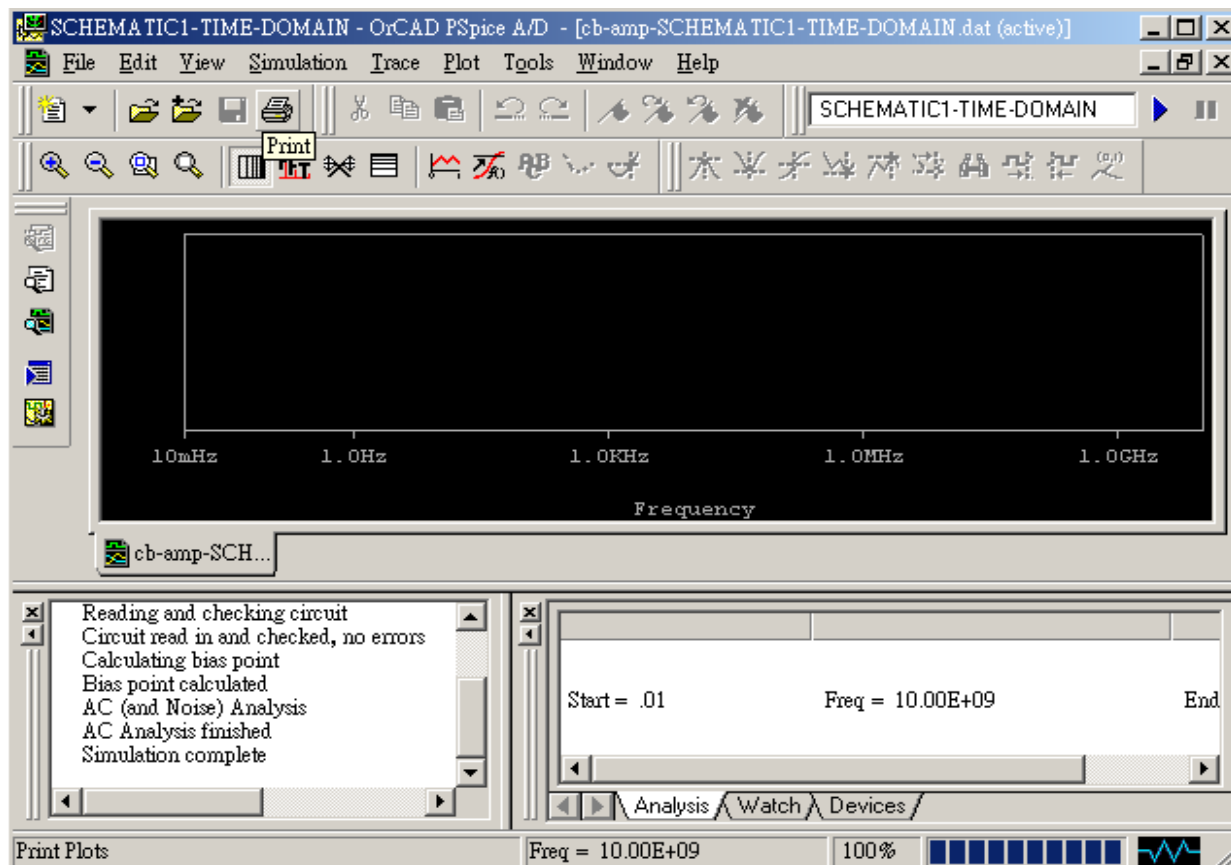 SCHEMATIC1-TIME-DOMAIN - OrCAD PSpice A/D - [cb-amp-SCHEMATIC1-TIME-DOMAIN.dat (active)]
File Edit View Simulation Trace Plot Tools Window Help
SCHEMATIC1-TIME-DOMAIN
Print
10mHz 1.0Hz 1.0KHz 1.0MHz 1.0GHz
Frequency
cb-amp-SCH...
Reading and checking circuit
Circuit read in and checked, no errors
Calculating bias point
Bias point calculated
AC (and Noise) Analysis
AC Analysis finished
Simulation complete
Start = .01 Freq = 10.00E+09 End
Analysis Watch Devices
Print Plots Freq = 10.00E+09 100%